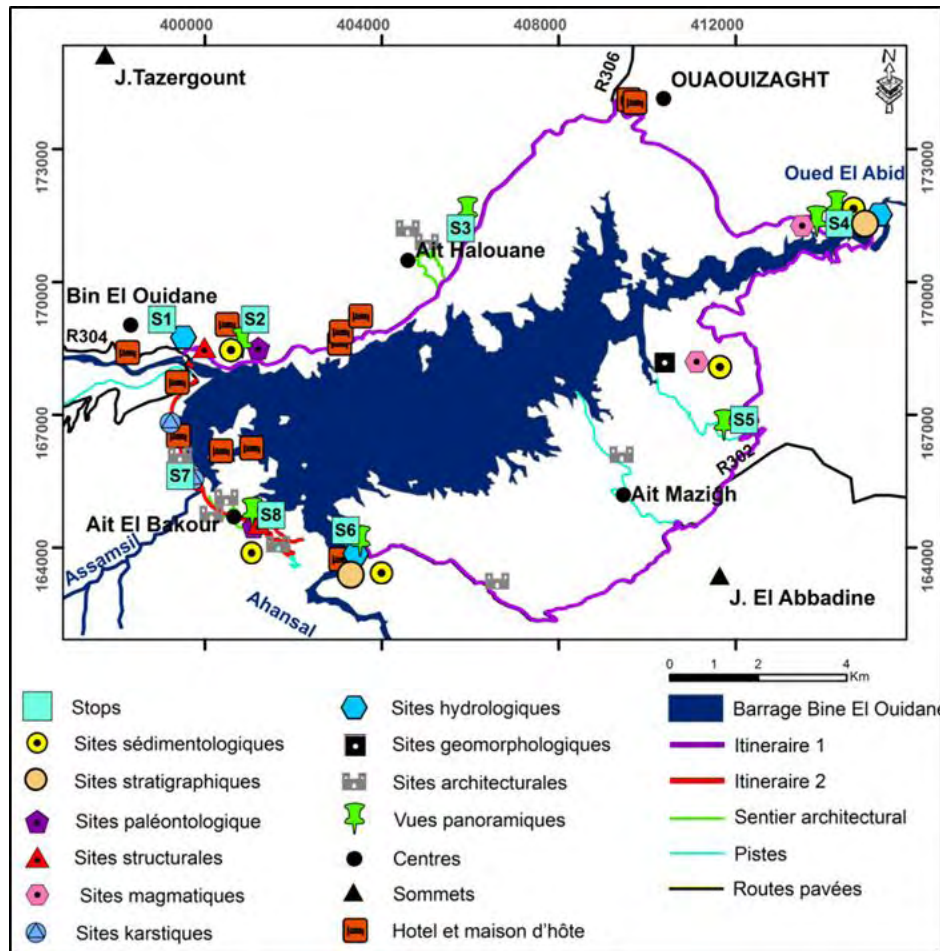 400000 404000 408000 412000
J.Tazergount
R306
OUAOUIZAGHT
N
173000
173000
Oued El Abid
S3
S4
Ait Halouane
170000
170000
Bin El Ouidane
S1
S2
R304
167000
167000
S5
R302
S7
Ait Mazigh
Ait El Bakour
S8
S6
Assamsil
164000
164000
J. El Abbadine
Ahansal
0 1 2 4
Km
Stops
Sites sédimentologiques
Sites stratigraphiques
Sites paléontologique
Sites structurales
Sites magmatiques
Sites karstiques
Sites hydrologiques
Sites geomorphologiques
Sites architecturales
Vues panoramiques
Centres
Sommets
Hotel et maison d'hôte
Barrage Bine El Ouidane
Itineraire 1
Itineraire 2
Sentier architectural
Pistes
Routes pavées